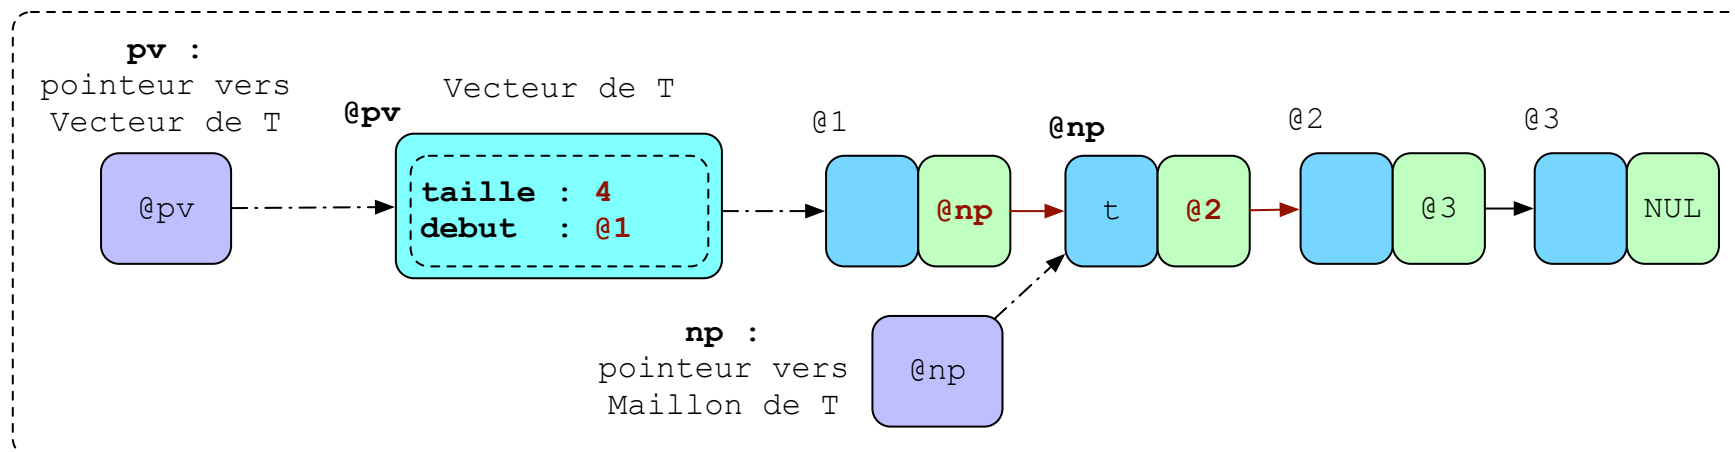 pv :
pointeur vers
Vecteur de T
@pv
@pv
Vecteur de T
taille : 4
debut : @1
@1
@np
@np
t
@2
@2
@3
@3
NUL
np :
pointeur vers
Maillon de T
@np